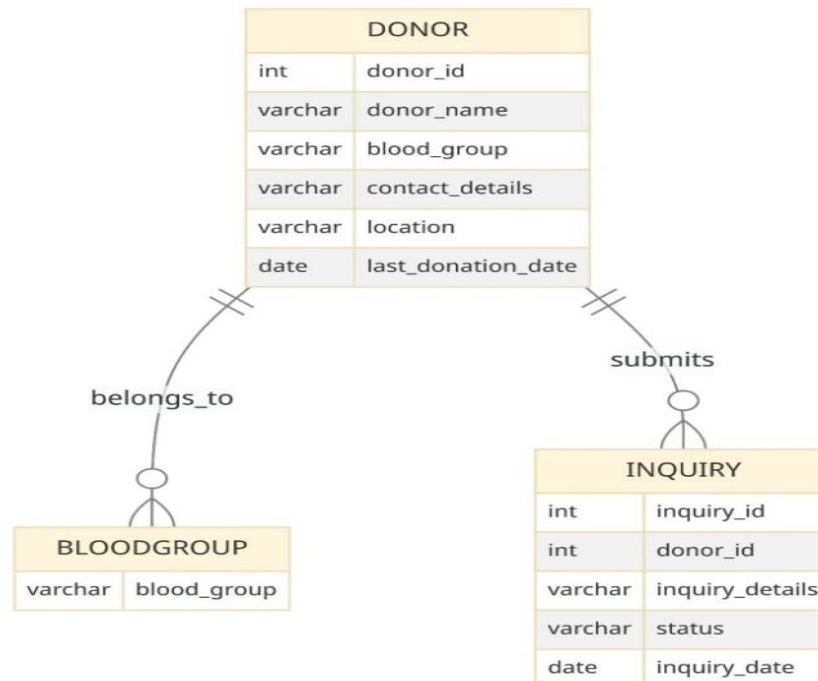 DONOR
int donor_id
varchar donor_name
varchar blood_group
varchar contact_details
varchar location
date last_donation_date
belongs_to
submits
BLOODGROUP
varchar blood_group
INQUIRY
int inquiry_id
int donor_id
varchar inquiry_details
varchar status
date inquiry_date